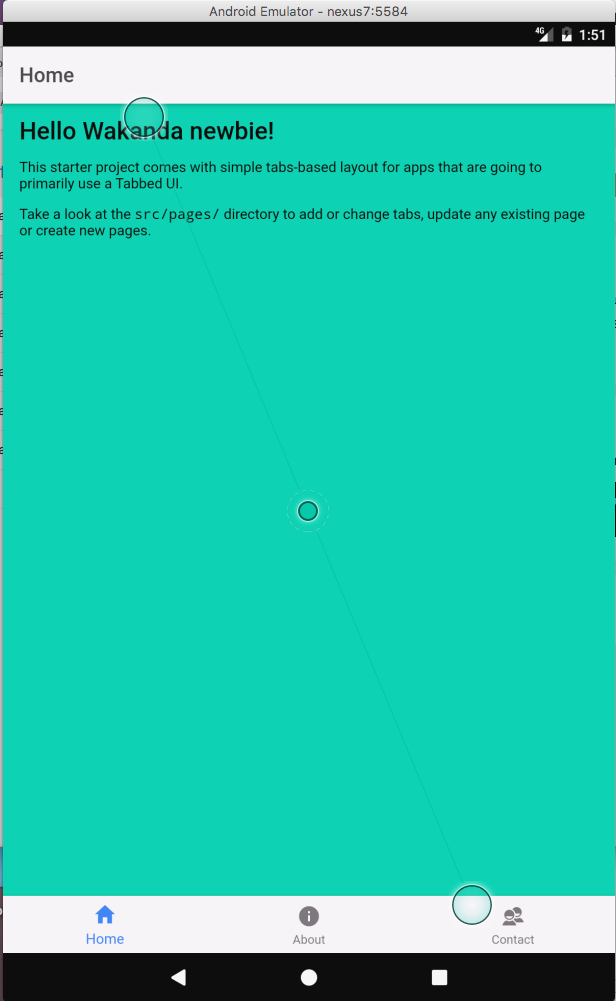 Android Emulator - nexus7:5584
4G 1:51
Home
Hello Wakanda newbie!
This starter project comes with simple tabs-based layout for apps that are going to
primarily use a Tabbed UI.
Take a look at the src/pages/ directory to add or change tabs, update any existing page
or create new pages.
Home About Contact